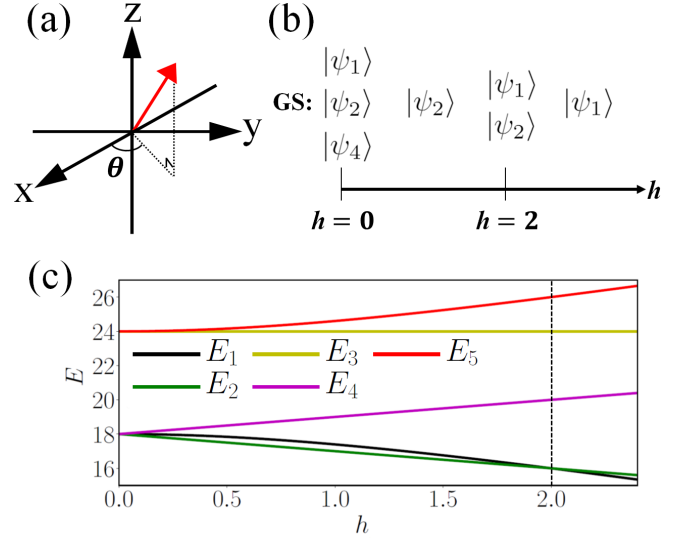 (a)
z
y
x
θ
(b)
|ψ₁⟩
GS: |ψ₂⟩ |ψ₂⟩ |ψ₁⟩ |ψ₁⟩
|ψ₂⟩
|ψ₄⟩
h
h = 0 h = 2
(c)
26
24
22
20
18
16
E
E₁ E₃ E₅
E₂ E₄
0.0 0.5 1.0 1.5 2.0
h